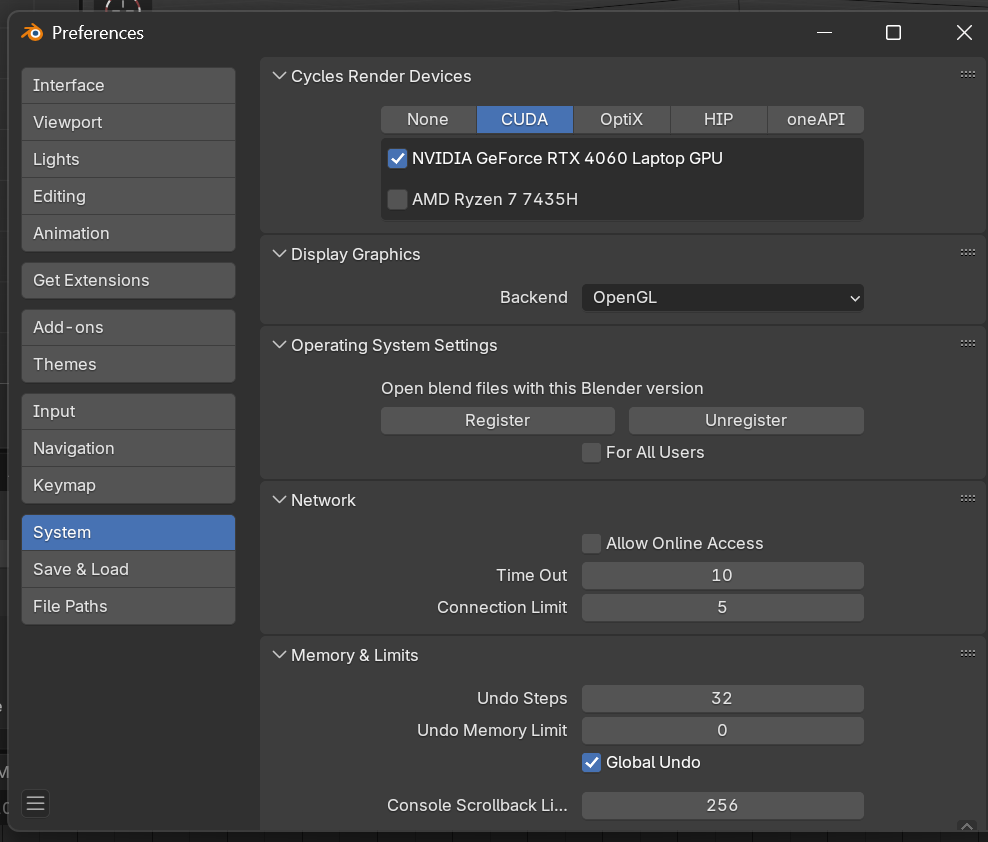 Preferences
Interface
Viewport
Lights
Editing
Animation
Get Extensions
Add-ons
Themes
Input
Navigation
Keymap
System
Save & Load
File Paths
Cycles Render Devices
None CUDA OptiX HIP oneAPI
NVIDIA GeForce RTX 4060 Laptop GPU
AMD Ryzen 7 7435H
Display Graphics
Backend OpenGL
Operating System Settings
Open blend files with this Blender version
Register Unregister
For All Users
Network
Allow Online Access
Time Out 10
Connection Limit 5
Memory & Limits
Undo Steps 32
Undo Memory Limit 0
Global Undo
Console Scrollback Li... 256